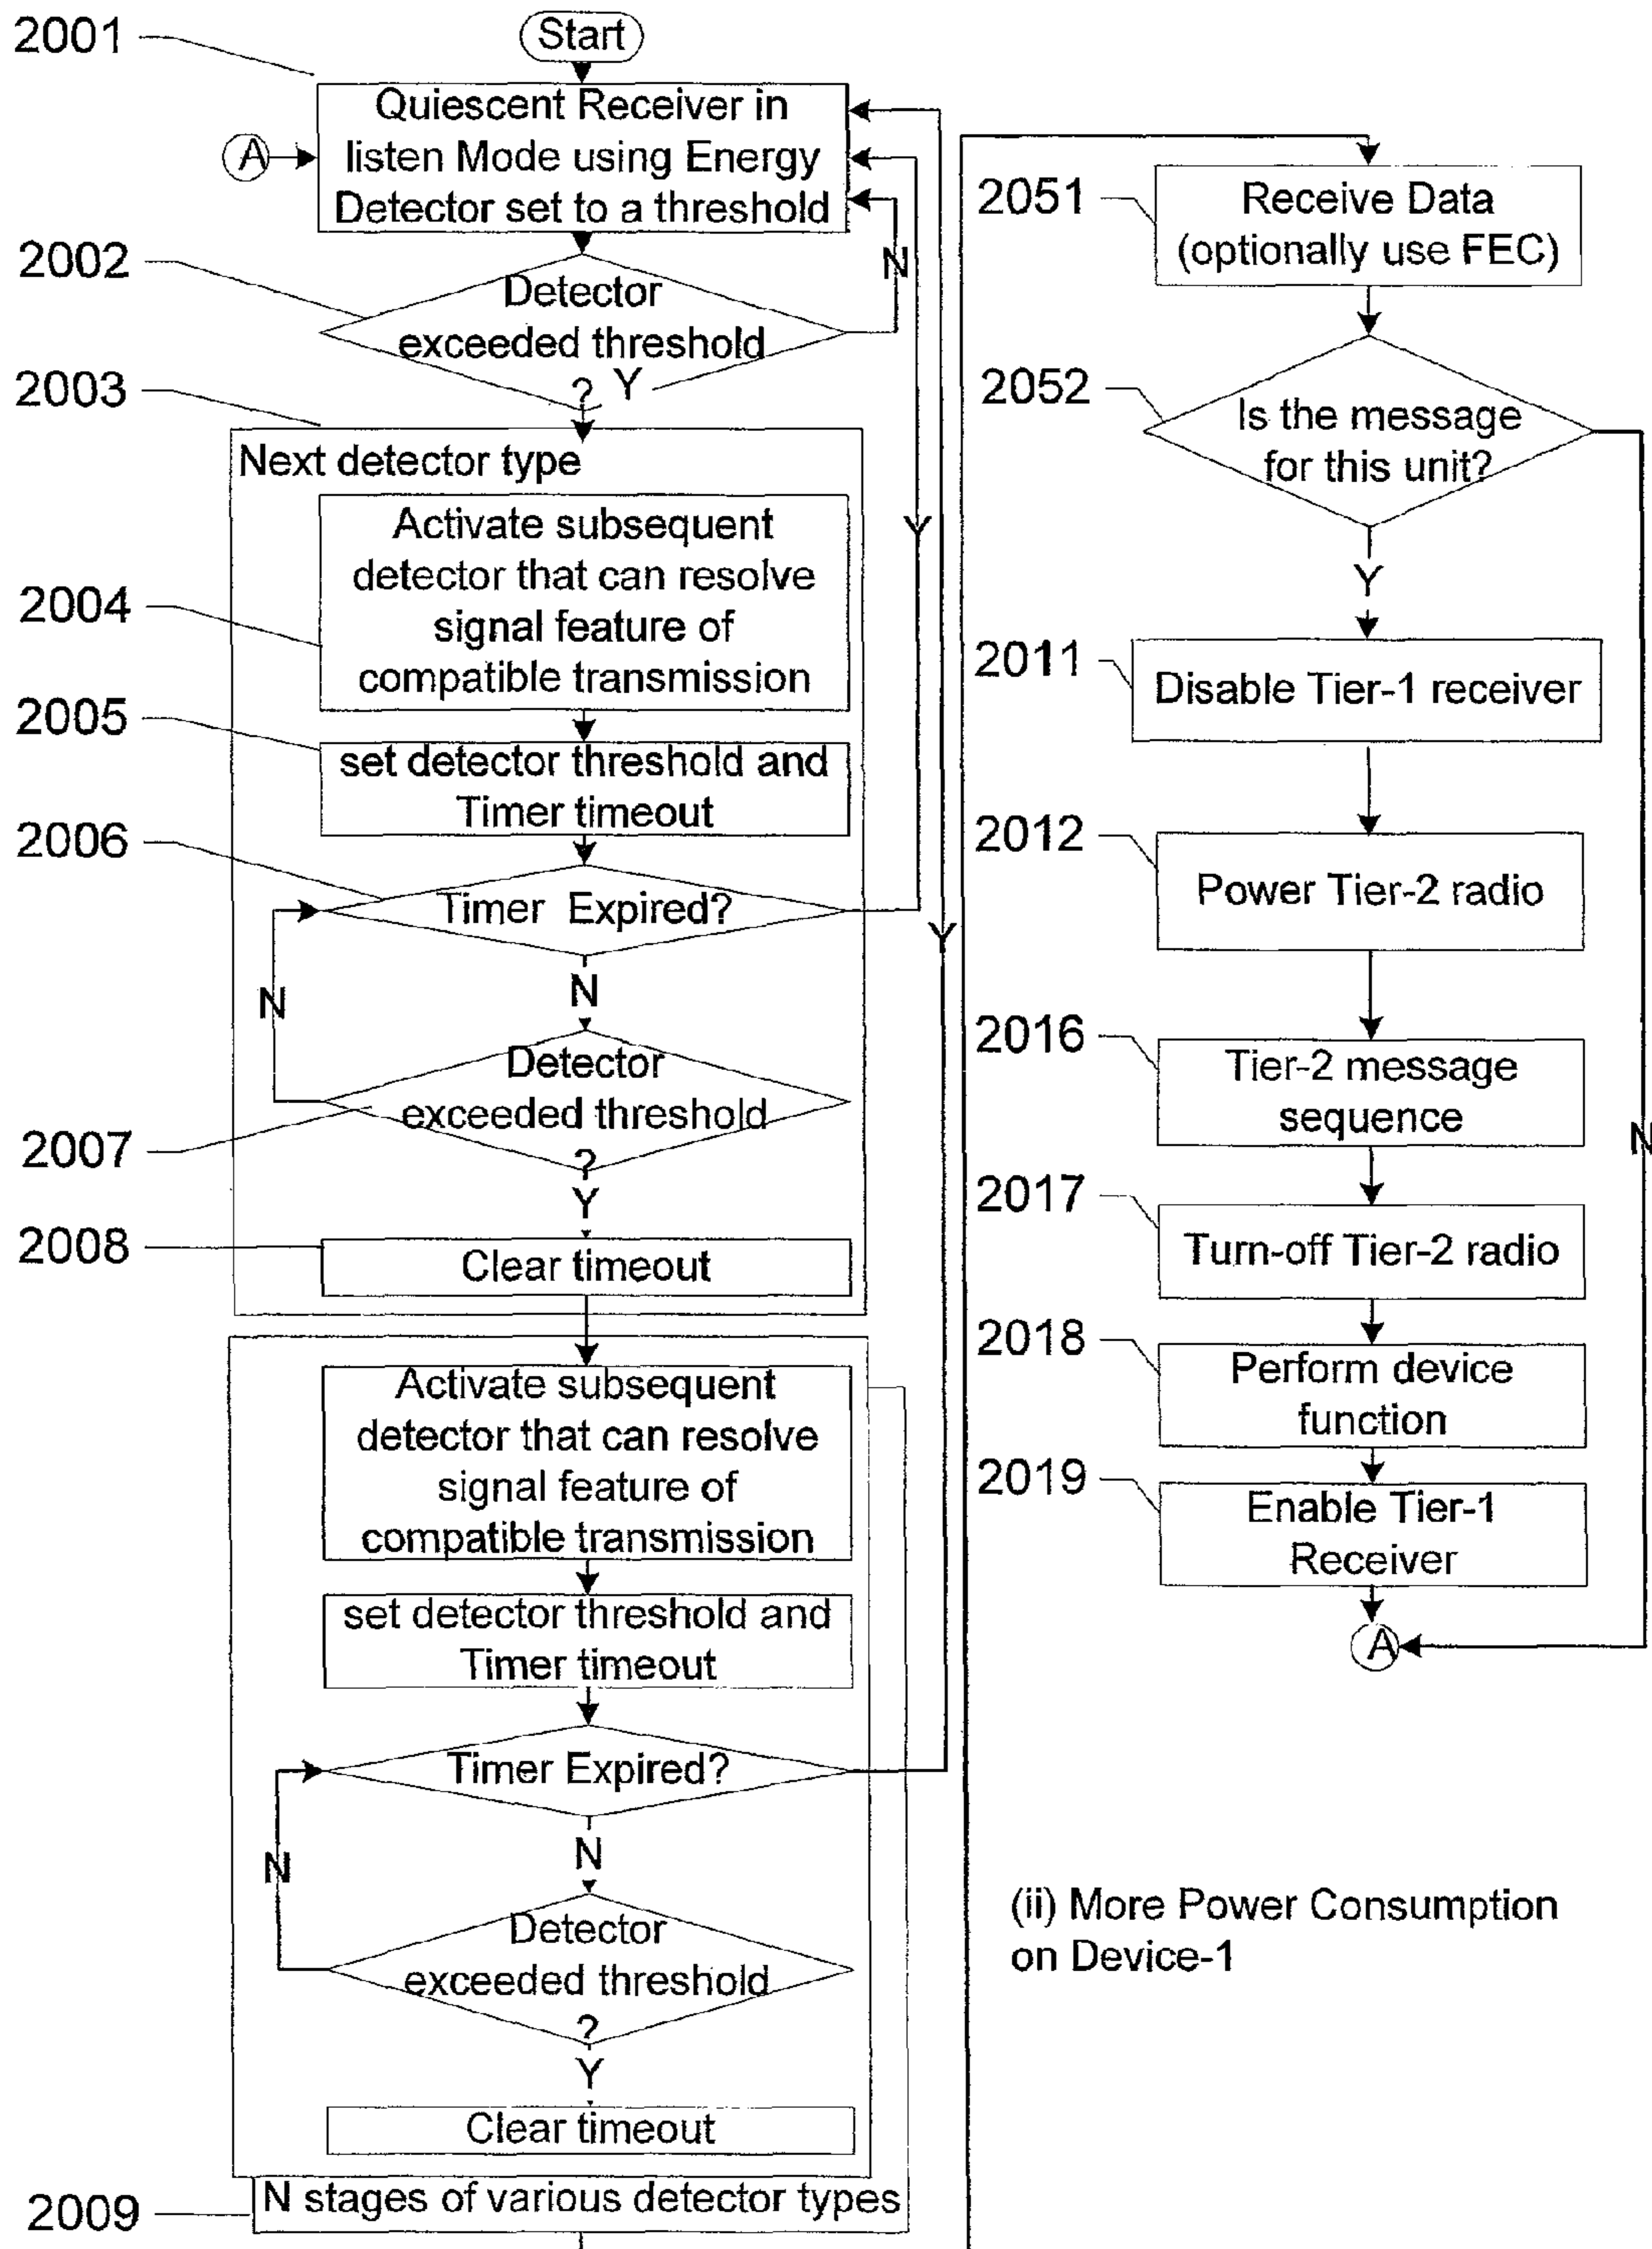 2001
Start
Quiescent Receiver in
listen Mode using Energy
Detector set to a threshold
A
2002
N
Detector
exceeded threshold
?
Y
2003
Next detector type
2004
Activate subsequent
detector that can resolve
signal feature of
compatible transmission
Y
2005
set detector threshold and
Timer timeout
2006
Timer Expired?
Y
N
N
2007
Detector
exceeded threshold
?
Y
2008
Clear timeout
Activate subsequent
detector that can resolve
signal feature of
compatible transmission
set detector threshold and
Timer timeout
Timer Expired?
N
N
Detector
exceeded threshold
?
Y
Clear timeout
2009
N stages of various detector types
2051
Receive Data
(optionally use FEC)
2052
Is the message
for this unit?
Y
2011
Disable Tier-1 receiver
2012
Power Tier-2 radio
2016
Tier-2 message
sequence
N
2017
Turn-off Tier-2 radio
2018
Perform device
function
2019
Enable Tier-1
Receiver
A
(ii) More Power Consumption
on Device-1